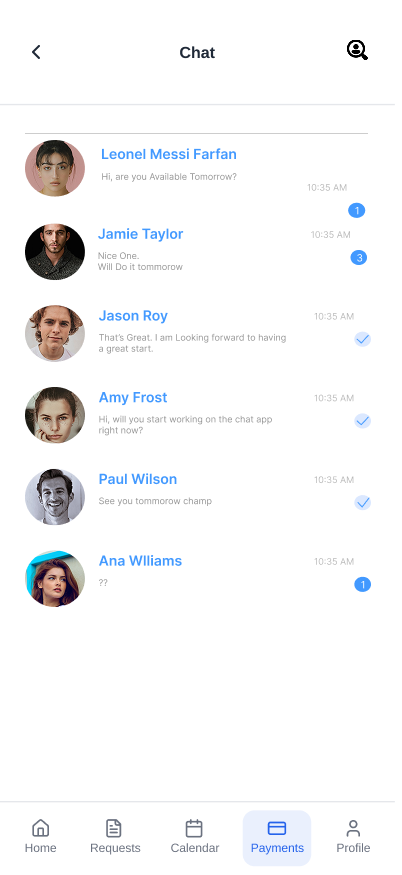 Chat
Leonel Messi Farfan
Hi, are you Available Tomorrow?
10:35 AM
1
Jamie Taylor
10:35 AM
Nice One.
Will Do it tommorow
3
Jason Roy
10:35 AM
That's Great. I am Looking forward to having
a great start.
Amy Frost
10:35 AM
Hi, will you start working on the chat app
right now?
Paul Wilson
10:35 AM
See you tommorow champ
Ana Wlliams
10:35 AM
??
1
Home
Requests
Calendar
Payments
Profile